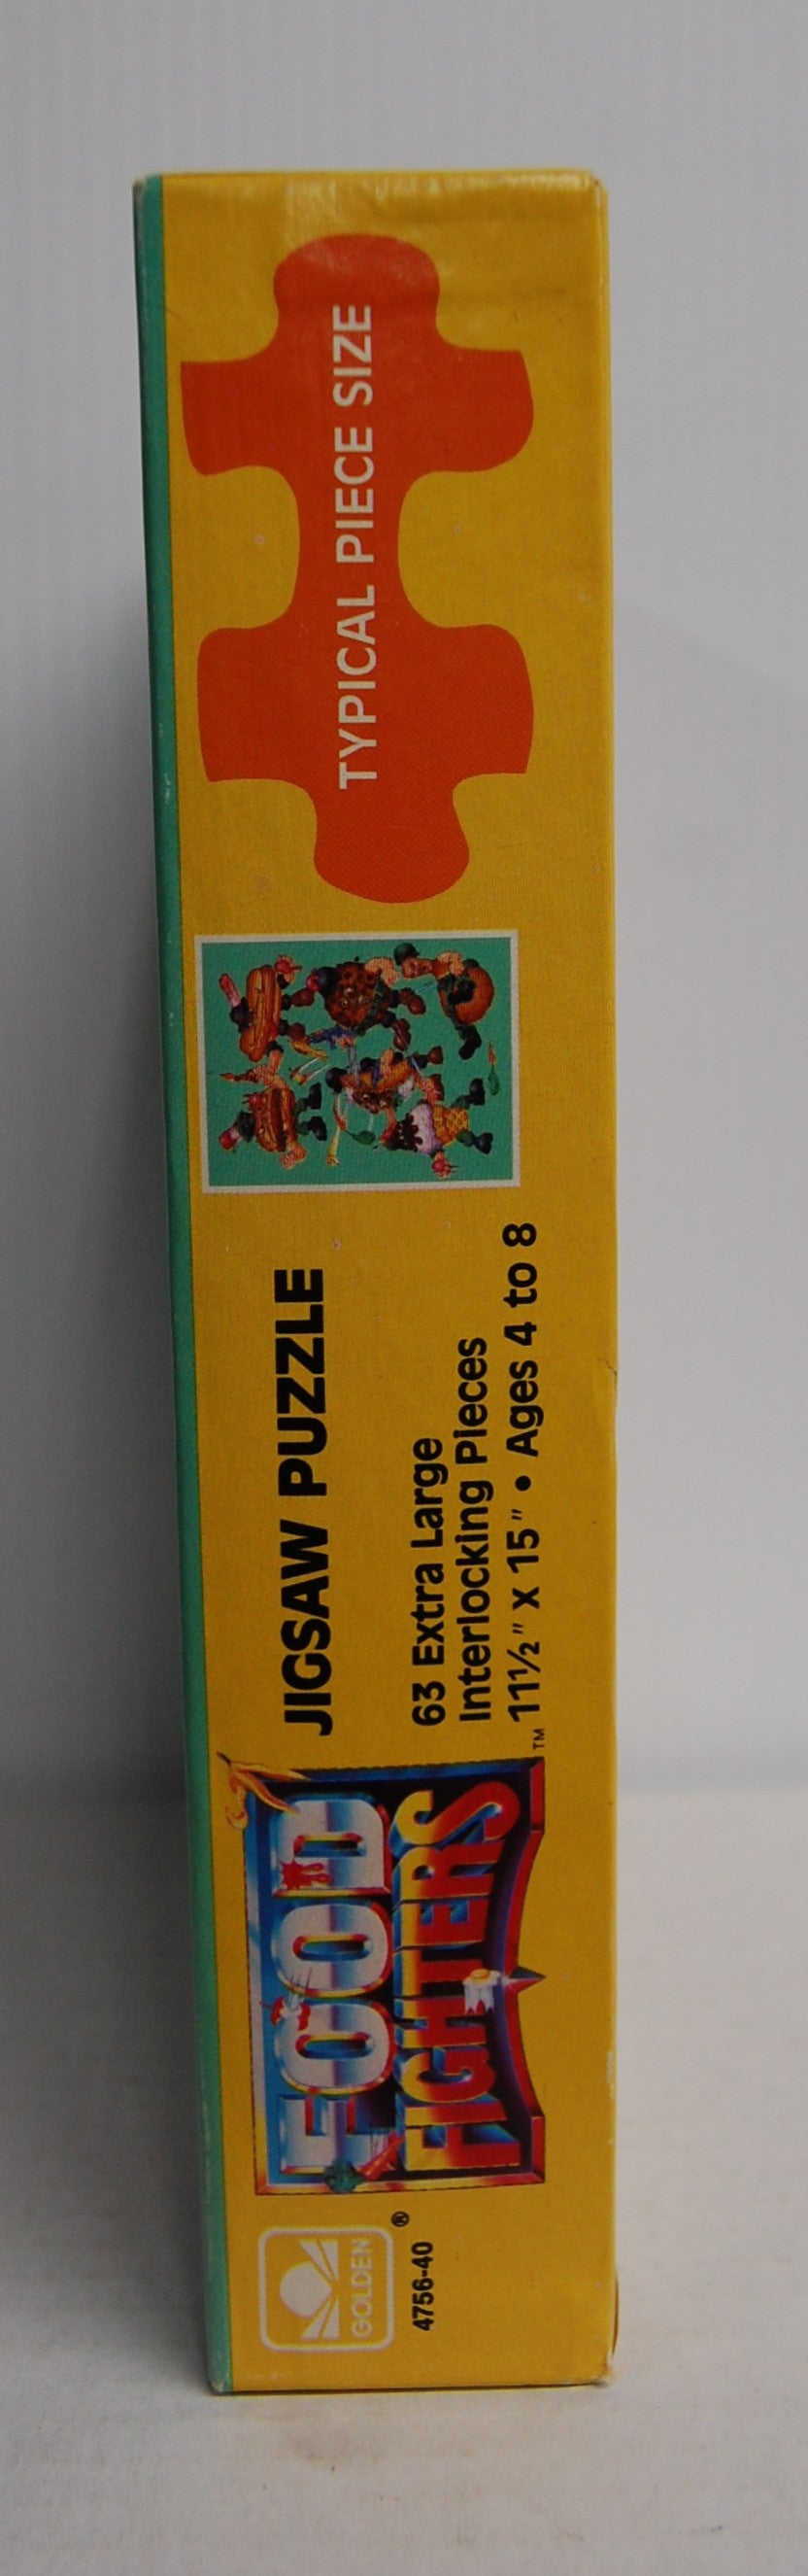 GOLDEN
®
4756-40
FOOD
FIGHTERS
TM
JIGSAW PUZZLE
63 Extra Large
Interlocking Pieces
11½" X 15" • Ages 4 to 8
TYPICAL PIECE SIZE